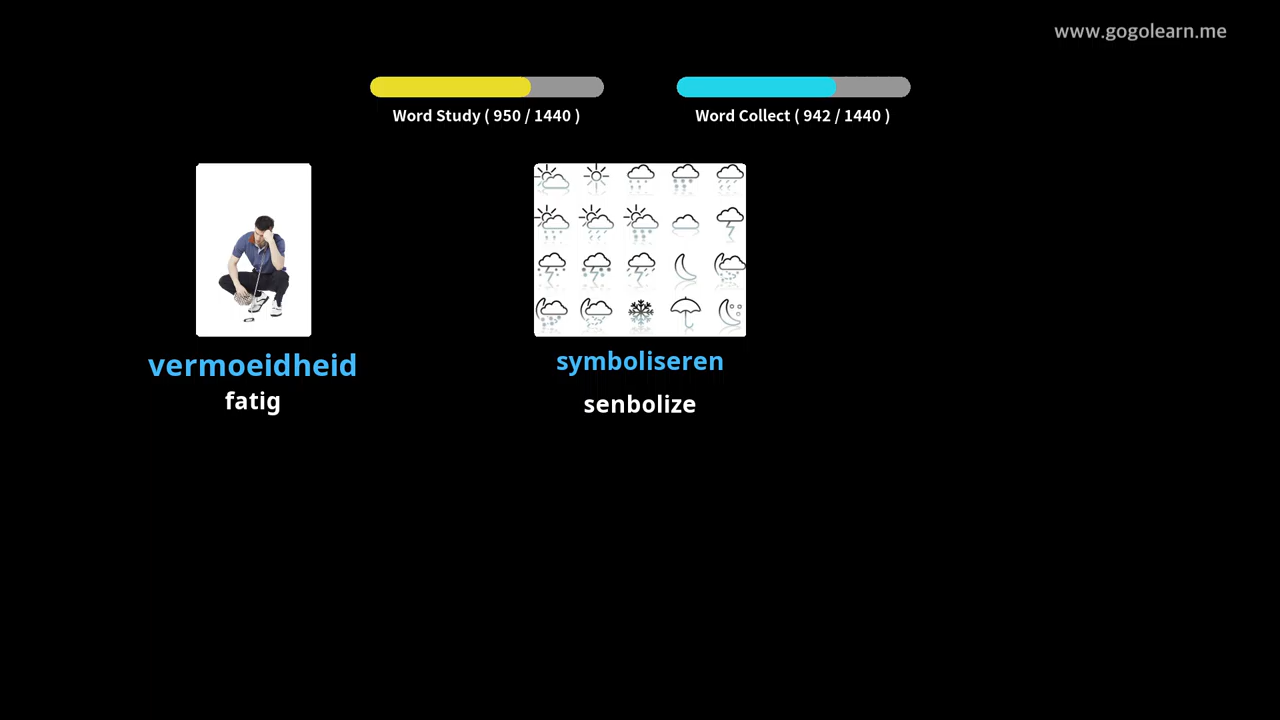 www.gogolearn.me
Word Study ( 950 / 1440 )
Word Collect ( 942 / 1440 )
vermoeidheid
fatig
symboliseren
senbolize